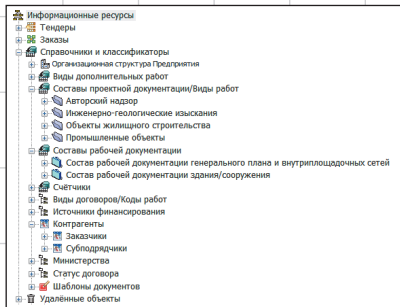 Информационные ресурсы
Тендеры
Заказы
Справочники и классификаторы
Организационная структура Предприятия
Виды дополнительных работ
Составы проектной документации/Виды работ
Авторский надзор
Инженерно-геологические изыскания
Объекты жилищного строительства
Промышленные объекты
Составы рабочей документации
Состав рабочей документации генерального плана и внутриплощадочных сетей
Состав рабочей документации здания/сооружения
Счётчики
Виды договоров/Коды работ
Источники финансирования
Контрагенты
Заказчики
Субподрядчики
Министерства
Статус договора
Шаблоны документов
Удалённые объекты